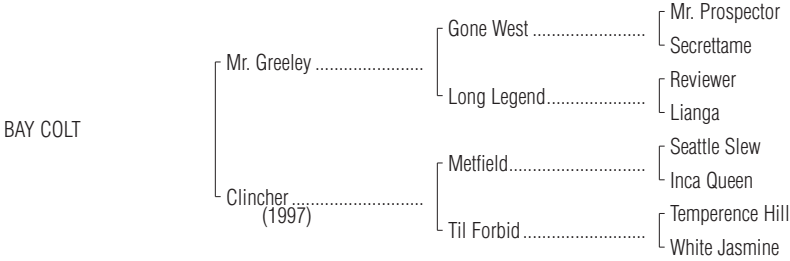 Mr. Prospector
Gone West ........................
Secrettame
Mr. Greeley .......................
Reviewer
Long Legend.....................
Lianga
BAY COLT
Seattle Slew
Metfield.............................
Inca Queen
Clincher ............................
(1997)
Temperence Hill
Til Forbid ..........................
White Jasmine